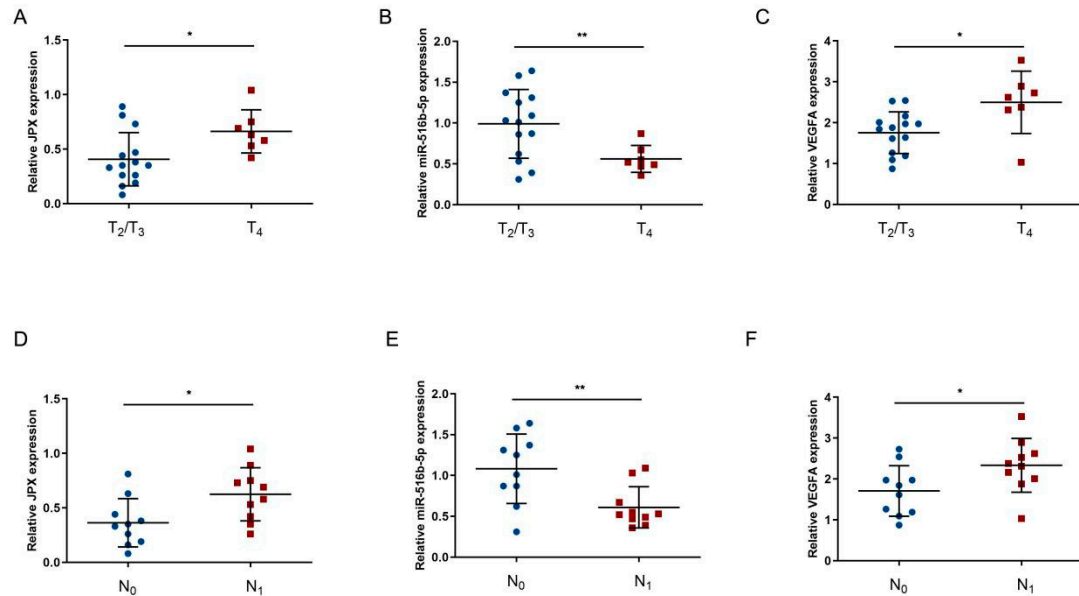 A
Relative JPX expression
1.5
1.0
0.5
0.0
*
T2/T3
T4
B
Relative miR-516b-5p expression
2.0
1.5
1.0
0.5
0.0
**
T2/T3
T4
C
Relative VEGFA expression
4
3
2
1
0
*
T2/T3
T4
D
Relative JPX expression
1.5
1.0
0.5
0.0
*
N0
N1
E
Relative miR-516b-5p expression
2.0
1.5
1.0
0.5
0.0
**
N0
N1
F
Relative VEGFA expression
4
3
2
1
0
*
N0
N1